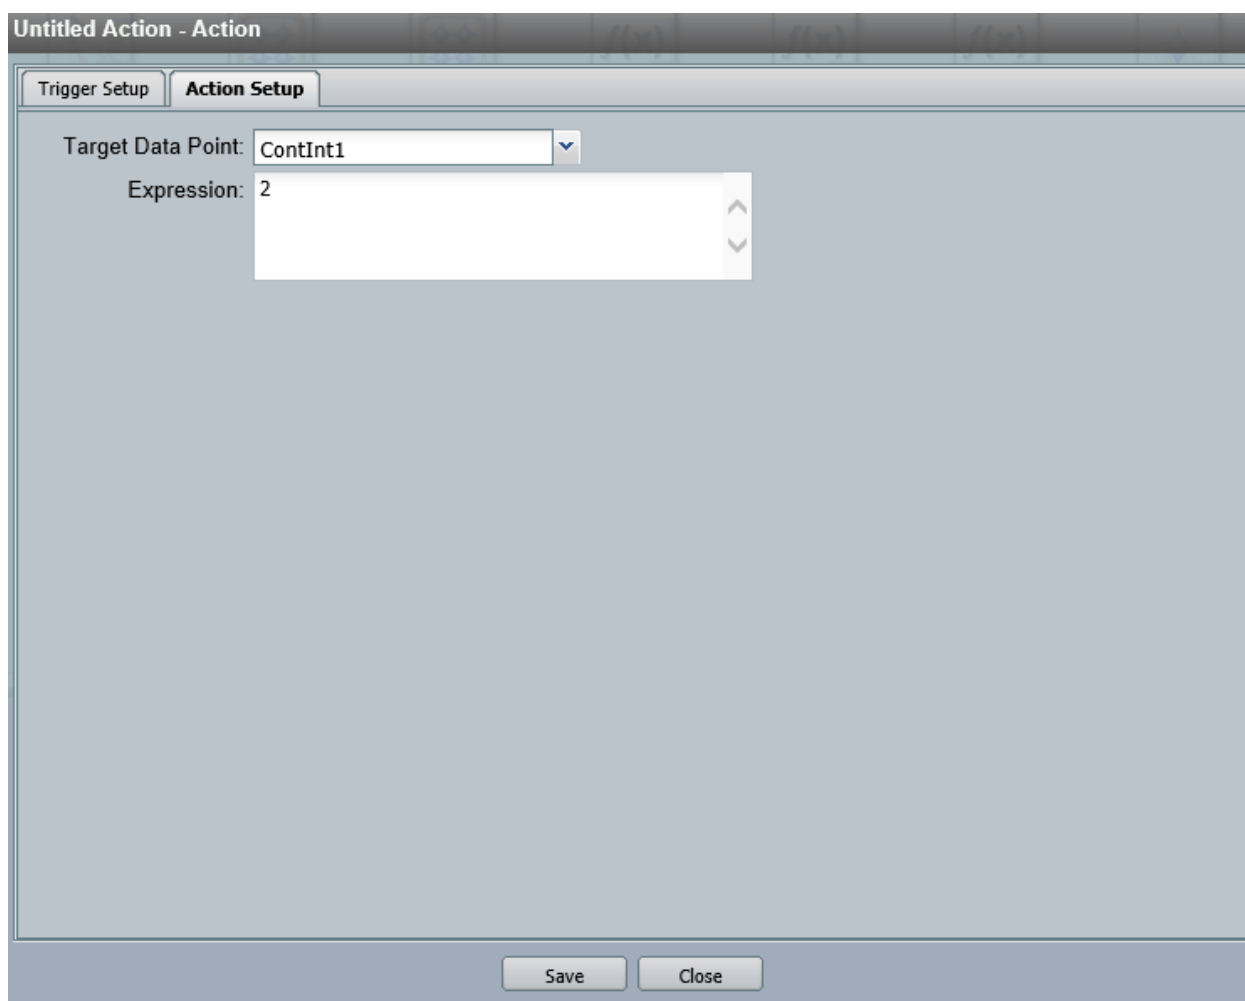 Untitled Action - Action
Trigger Setup Action Setup
Target Data Point: ContInt1
Expression: 2
Save Close